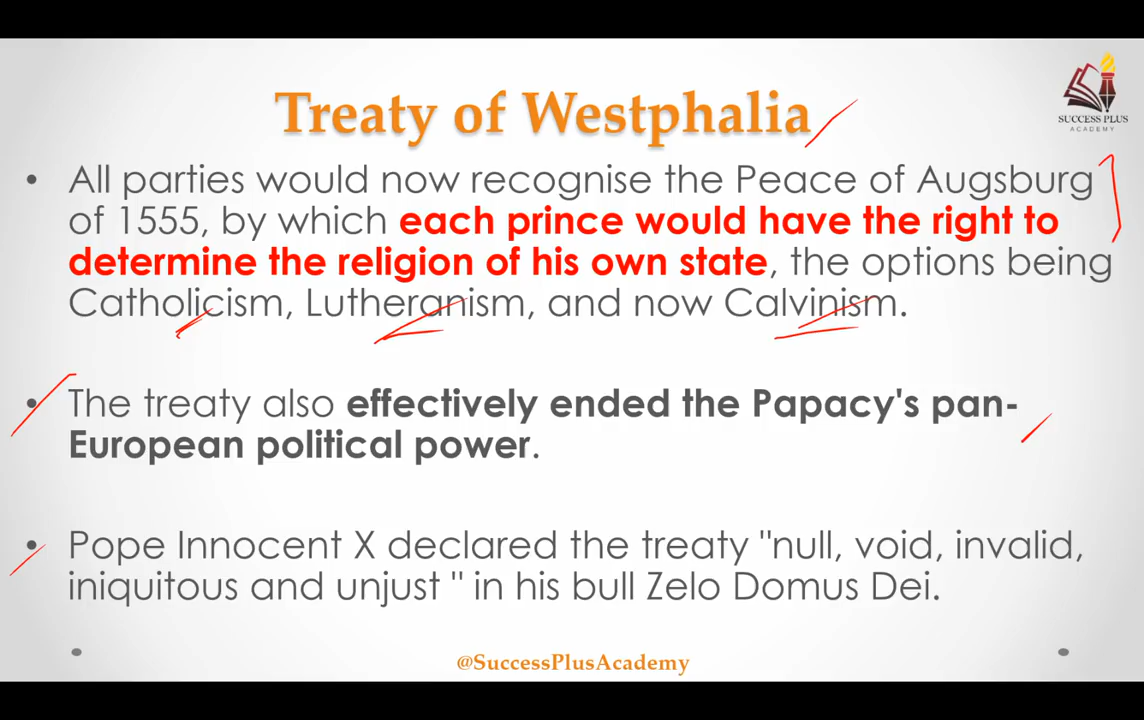 Treaty of Westphalia
SUCCESS PLUS
ACADEMY
• All parties would now recognise the Peace of Augsburg
of 1555, by which each prince would have the right to
determine the religion of his own state, the options being
Catholicism, Lutheranism, and now Calvinism.
• The treaty also effectively ended the Papacy's pan-
European political power.
• Pope Innocent X declared the treaty "null, void, invalid,
iniquitous and unjust " in his bull Zelo Domus Dei.
@SuccessPlusAcademy